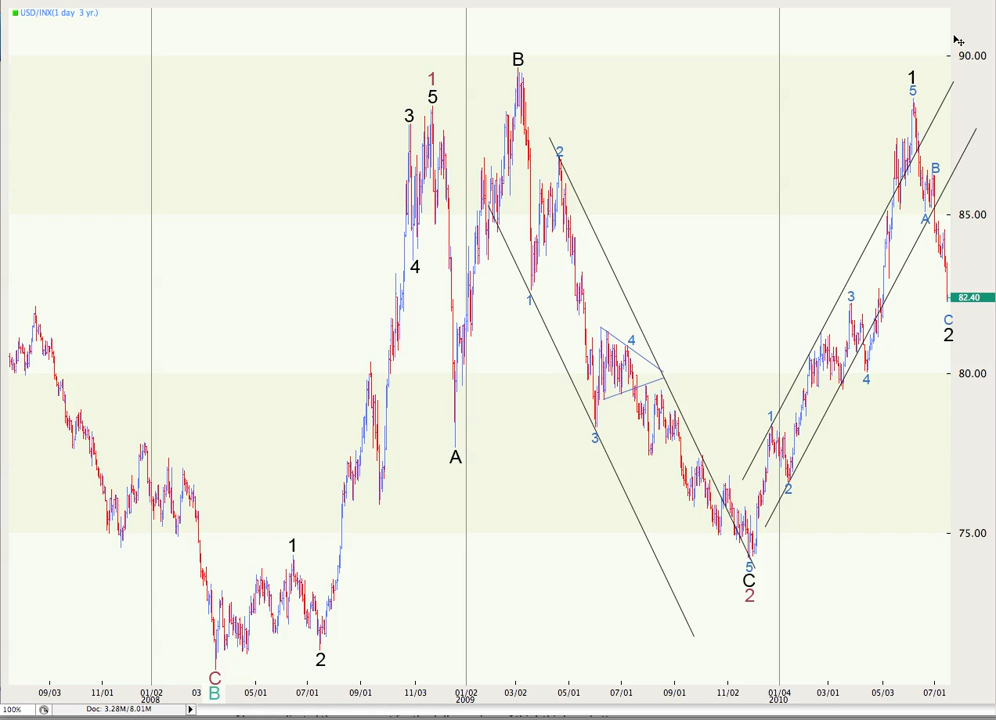 USD/INX(1 day 3 yr.)
90.00
B
1
1
5
5
3
2
B
85.00
A
4
82.40
1
3
C
2
4
80.00
4
1
3
A
2
75.00
1
5
C
2
2
C
B
09/03 11/01 01/02 03 05/01 07/01 09/01 11/03 01/02 03/02 05/01 07/01 09/01 11/02 01/04 03/01 05/03 07/01
2008 2009 2010
100% Doc: 3.28M/8.01M